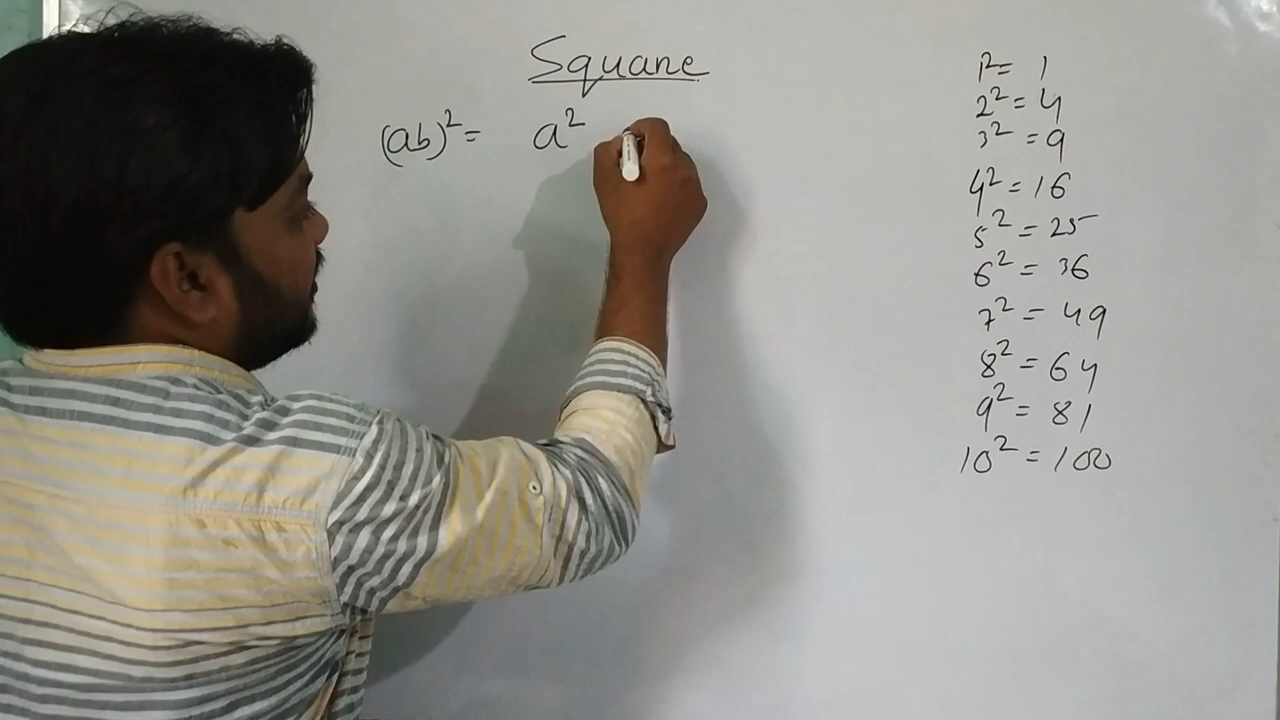 Square
(ab)² = a²
1² = 1
2² = 4
3² = 9
4² = 16
5² = 25
6² = 36
7² = 49
8² = 64
9² = 81
10² = 100